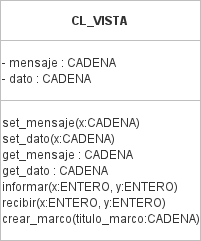 CL_VISTA
- mensaje : CADENA
- dato : CADENA
set_mensaje(x:CADENA)
set_dato(x:CADENA)
get_mensaje : CADENA
get_dato : CADENA
informar(x:ENTERO, y:ENTERO)
recibir(x:ENTERO, y:ENTERO)
crear_marco(titulo_marco:CADENA)